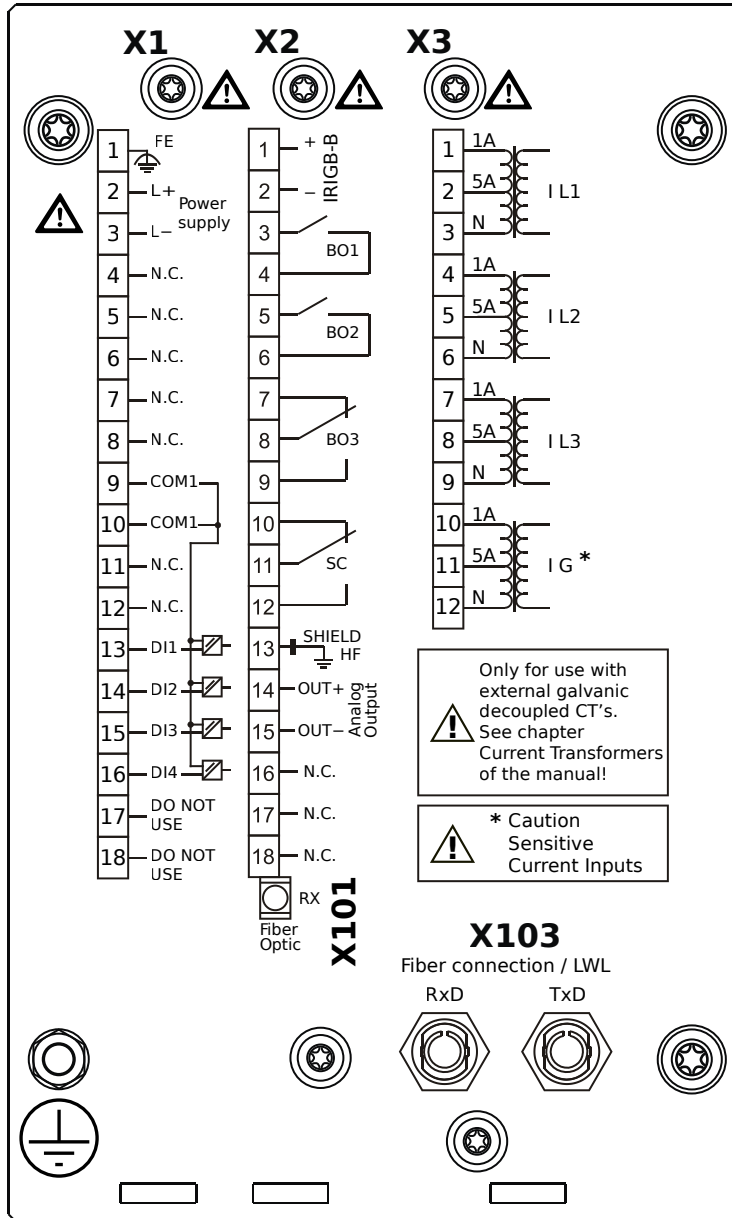 X1 X2 X3
1 FE
2 L+ Power supply
3 L−
4 N.C.
5 N.C.
6 N.C.
7 N.C.
8 N.C.
9 COM1
10 COM1
11 N.C.
12 N.C.
13 DI1
14 DI2
15 DI3
16 DI4
17 DO NOT
USE
18 DO NOT
USE
1 +
2 − IRIGB-B
3
BO1
4
5
BO2
6
7
8 BO3
9
10
11 SC
12
13 SHIELD
HF
14 OUT+
15 OUT−
Analog
Output
16 N.C.
17 N.C.
18 N.C.
RX
Fiber
Optic
X101
1 1A
2 5A I L1
3 N
4 1A
5 5A I L2
6 N
7 1A
8 5A I L3
9 N
10 1A
11 5A I G *
12 N
Only for use with
external galvanic
decoupled CT's.
See chapter
Current Transformers
of the manual!
* Caution
Sensitive
Current Inputs
X103
Fiber connection / LWL
RxD TxD